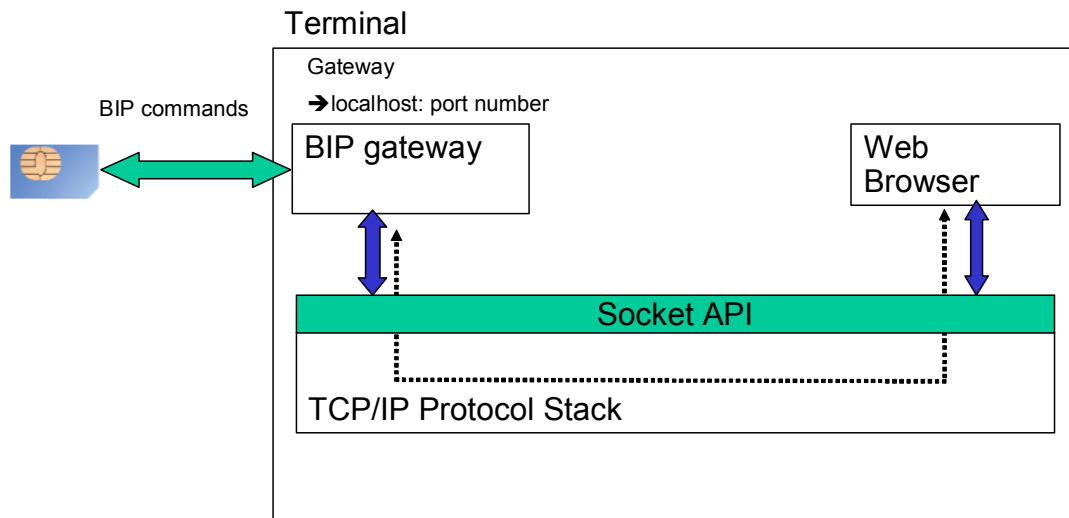 Terminal
Gateway
➔localhost: port number
BIP commands
BIP gateway
Web
Browser
Socket API
TCP/IP Protocol Stack